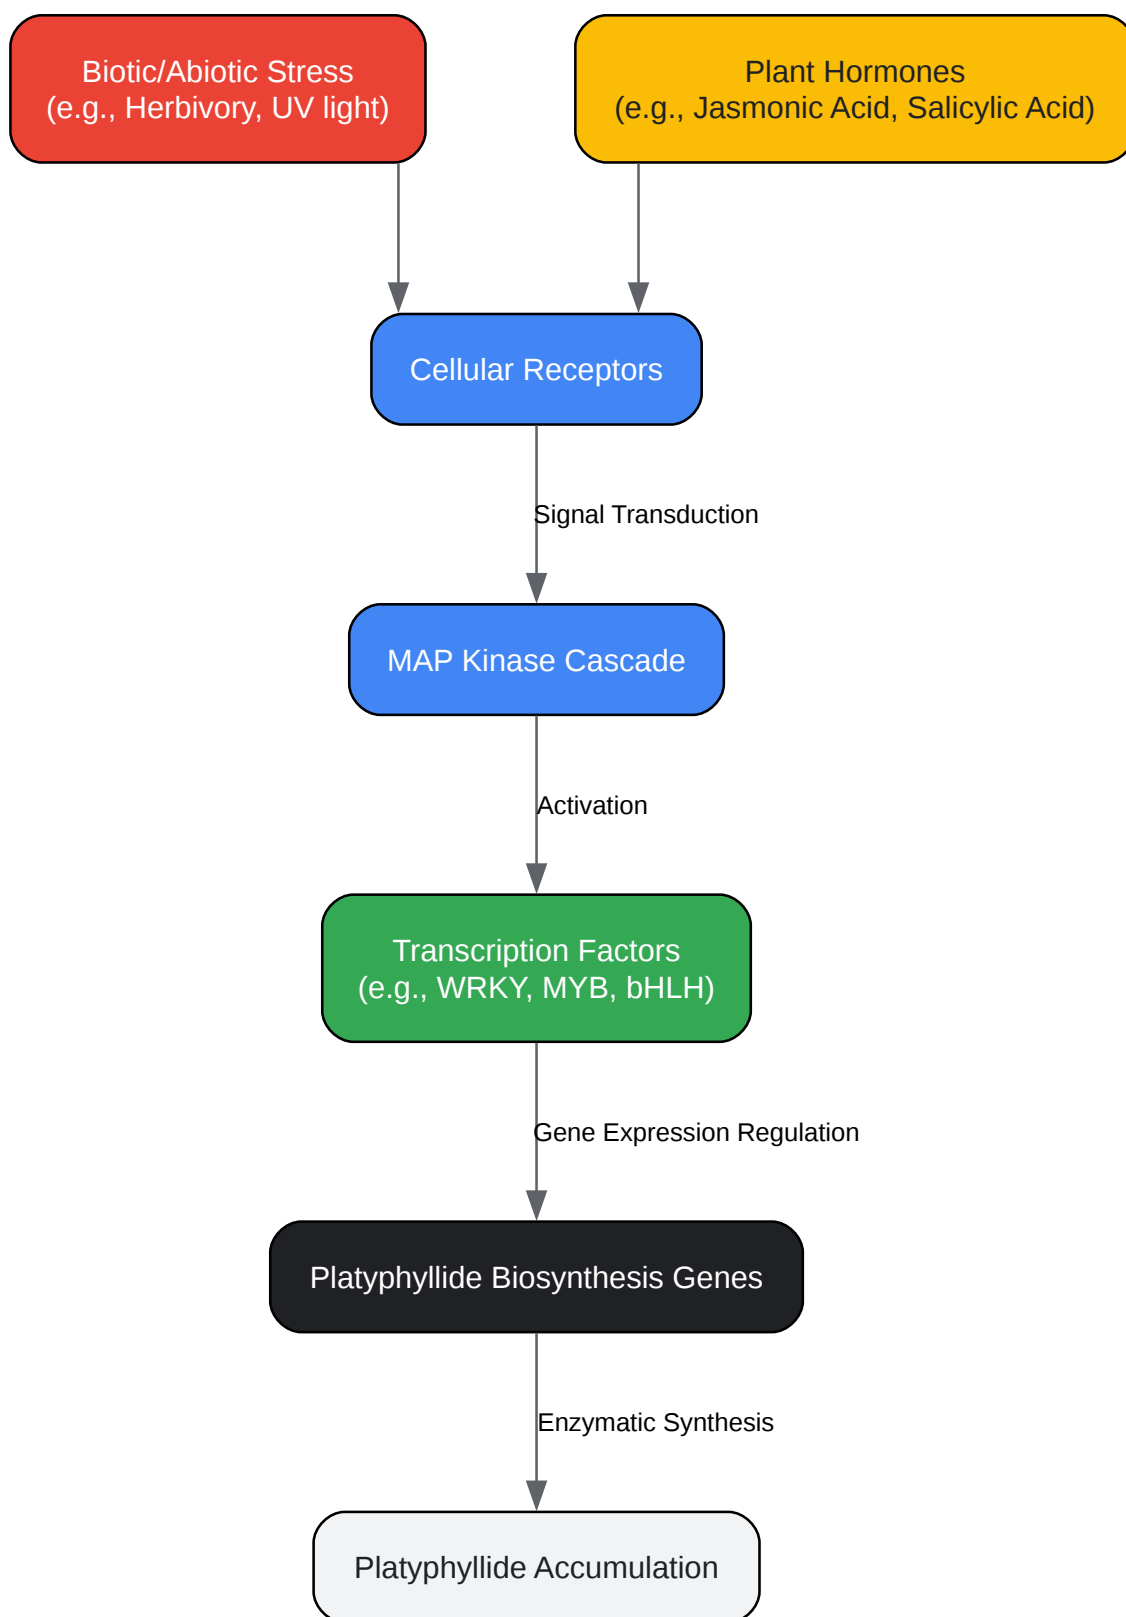 Biotic/Abiotic Stress
(e.g., Herbivory, UV light)
Plant Hormones
(e.g., Jasmonic Acid, Salicylic Acid)
Cellular Receptors
Signal Transduction
MAP Kinase Cascade
Activation
Transcription Factors
(e.g., WRKY, MYB, bHLH)
Gene Expression Regulation
Platyphyllide Biosynthesis Genes
Enzymatic Synthesis
Platyphyllide Accumulation